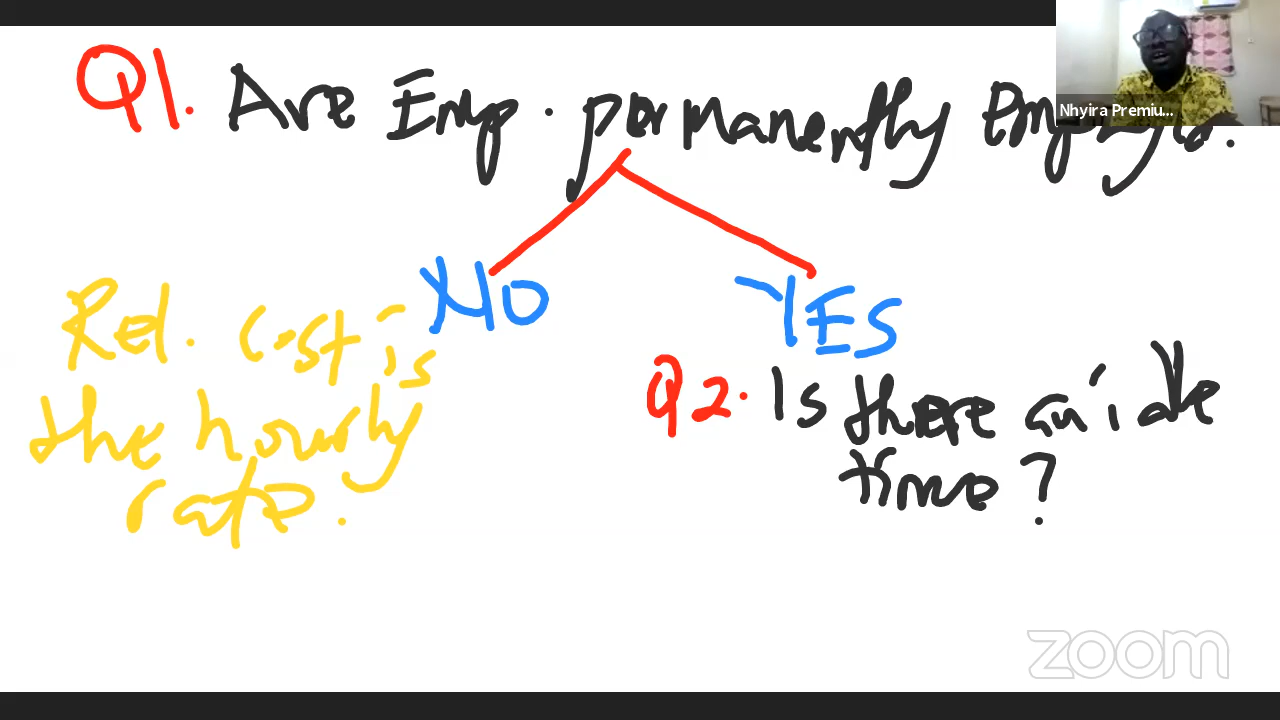 Q1. Are Emp. permanently
Nhyira Premiu...
NO
YES
Rel. cost is
the hourly
rate.
Q2. Is there an idle
time?
zoom